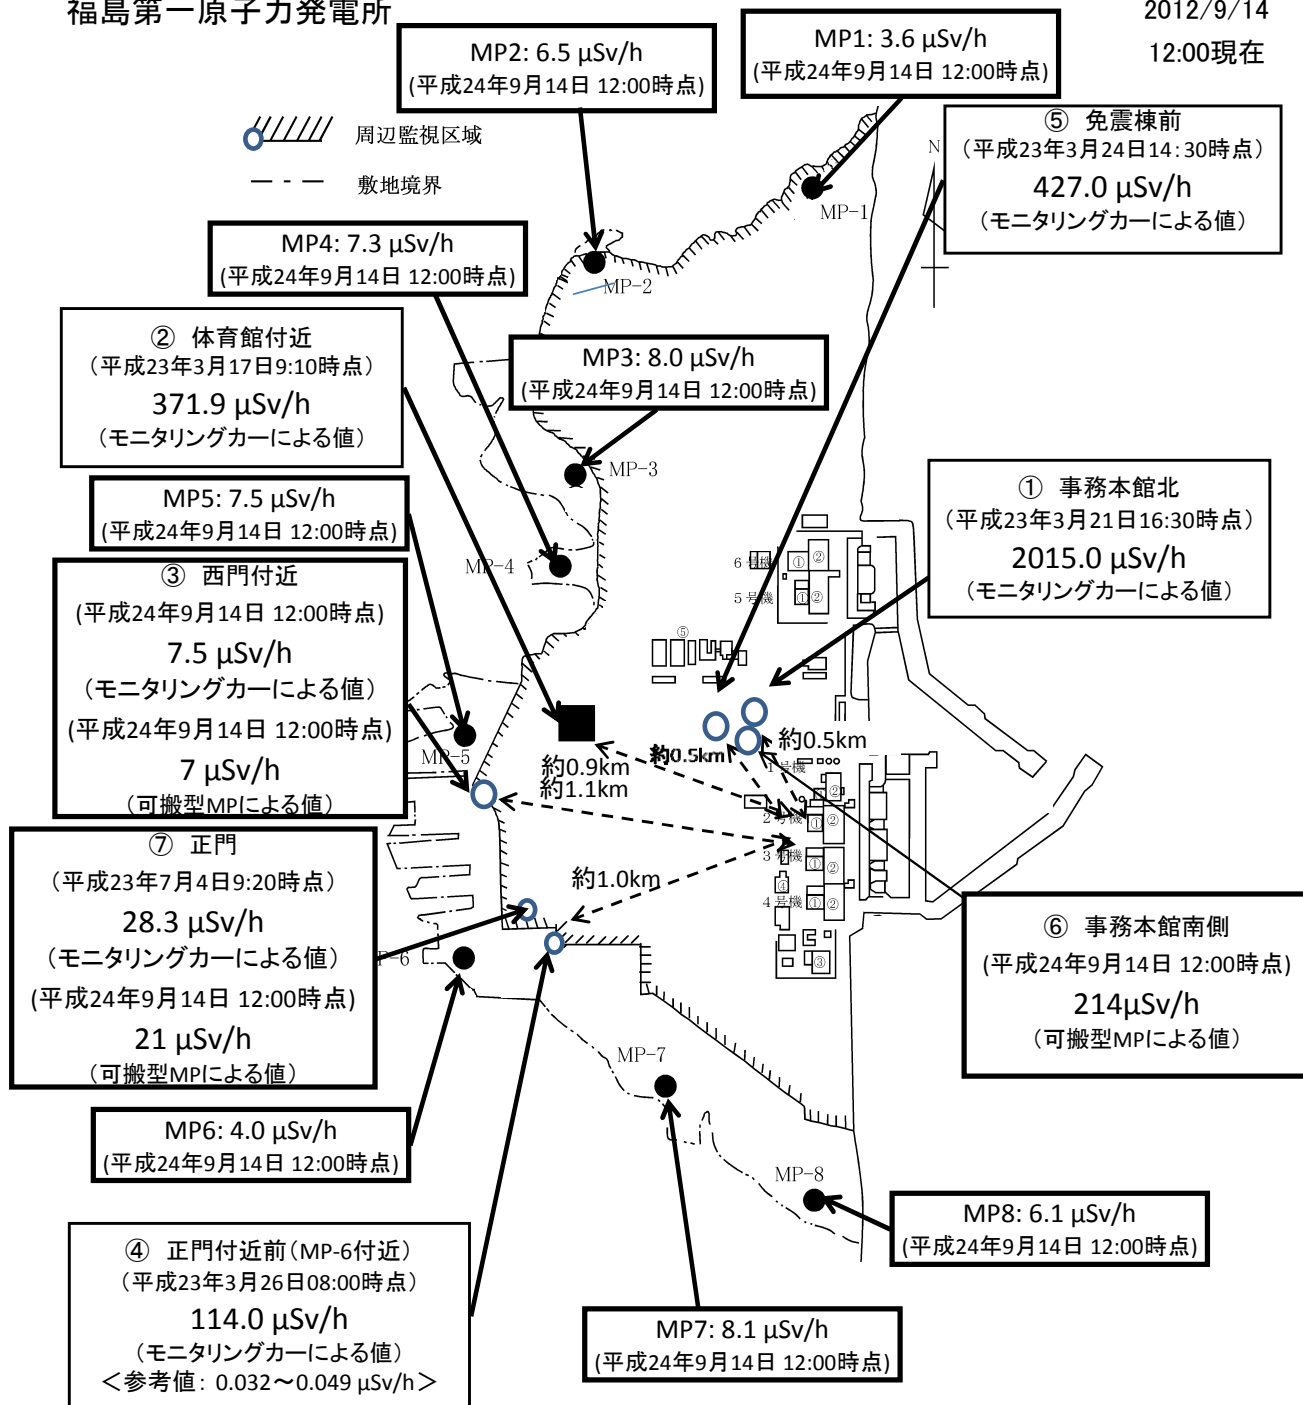 福島第一原子力発電所
2012/9/14
12:00現在
MP2: 6.5 μSv/h
(平成24年9月14日 12:00時点)
MP1: 3.6 μSv/h
(平成24年9月14日 12:00時点)
周辺監視区域
敷地境界
⑤ 免震棟前
(平成23年3月24日14:30時点)
427.0 μSv/h
(モニタリングカーによる値)
N
MP-1
MP4: 7.3 μSv/h
(平成24年9月14日 12:00時点)
MP-2
② 体育館付近
(平成23年3月17日9:10時点)
371.9 μSv/h
(モニタリングカーによる値)
MP3: 8.0 μSv/h
(平成24年9月14日 12:00時点)
MP-3
MP5: 7.5 μSv/h
(平成24年9月14日 12:00時点)
① 事務本館北
(平成23年3月21日16:30時点)
2015.0 μSv/h
(モニタリングカーによる値)
MP-4
6号機
①
②
5号機
①
②
③ 西門付近
(平成24年9月14日 12:00時点)
7.5 μSv/h
(モニタリングカーによる値)
(平成24年9月14日 12:00時点)
7 μSv/h
(可搬型MPによる値)
⑤
MP-5
約0.9km
約1.1km
約0.5km
約0.5km
1号機
②
2号機
①
②
3号機
①
②
④
4号機
①
②
③
約1.0km
⑦ 正門
(平成23年7月4日9:20時点)
28.3 μSv/h
(モニタリングカーによる値)
(平成24年9月14日 12:00時点)
21 μSv/h
(可搬型MPによる値)
⑥ 事務本館南側
(平成24年9月14日 12:00時点)
214μSv/h
(可搬型MPによる値)
MP-7
MP6: 4.0 μSv/h
(平成24年9月14日 12:00時点)
MP-8
MP8: 6.1 μSv/h
(平成24年9月14日 12:00時点)
④ 正門付近前(MP-6付近)
(平成23年3月26日08:00時点)
114.0 μSv/h
(モニタリングカーによる値)
<参考値: 0.032～0.049 μSv/h>
MP7: 8.1 μSv/h
(平成24年9月14日 12:00時点)